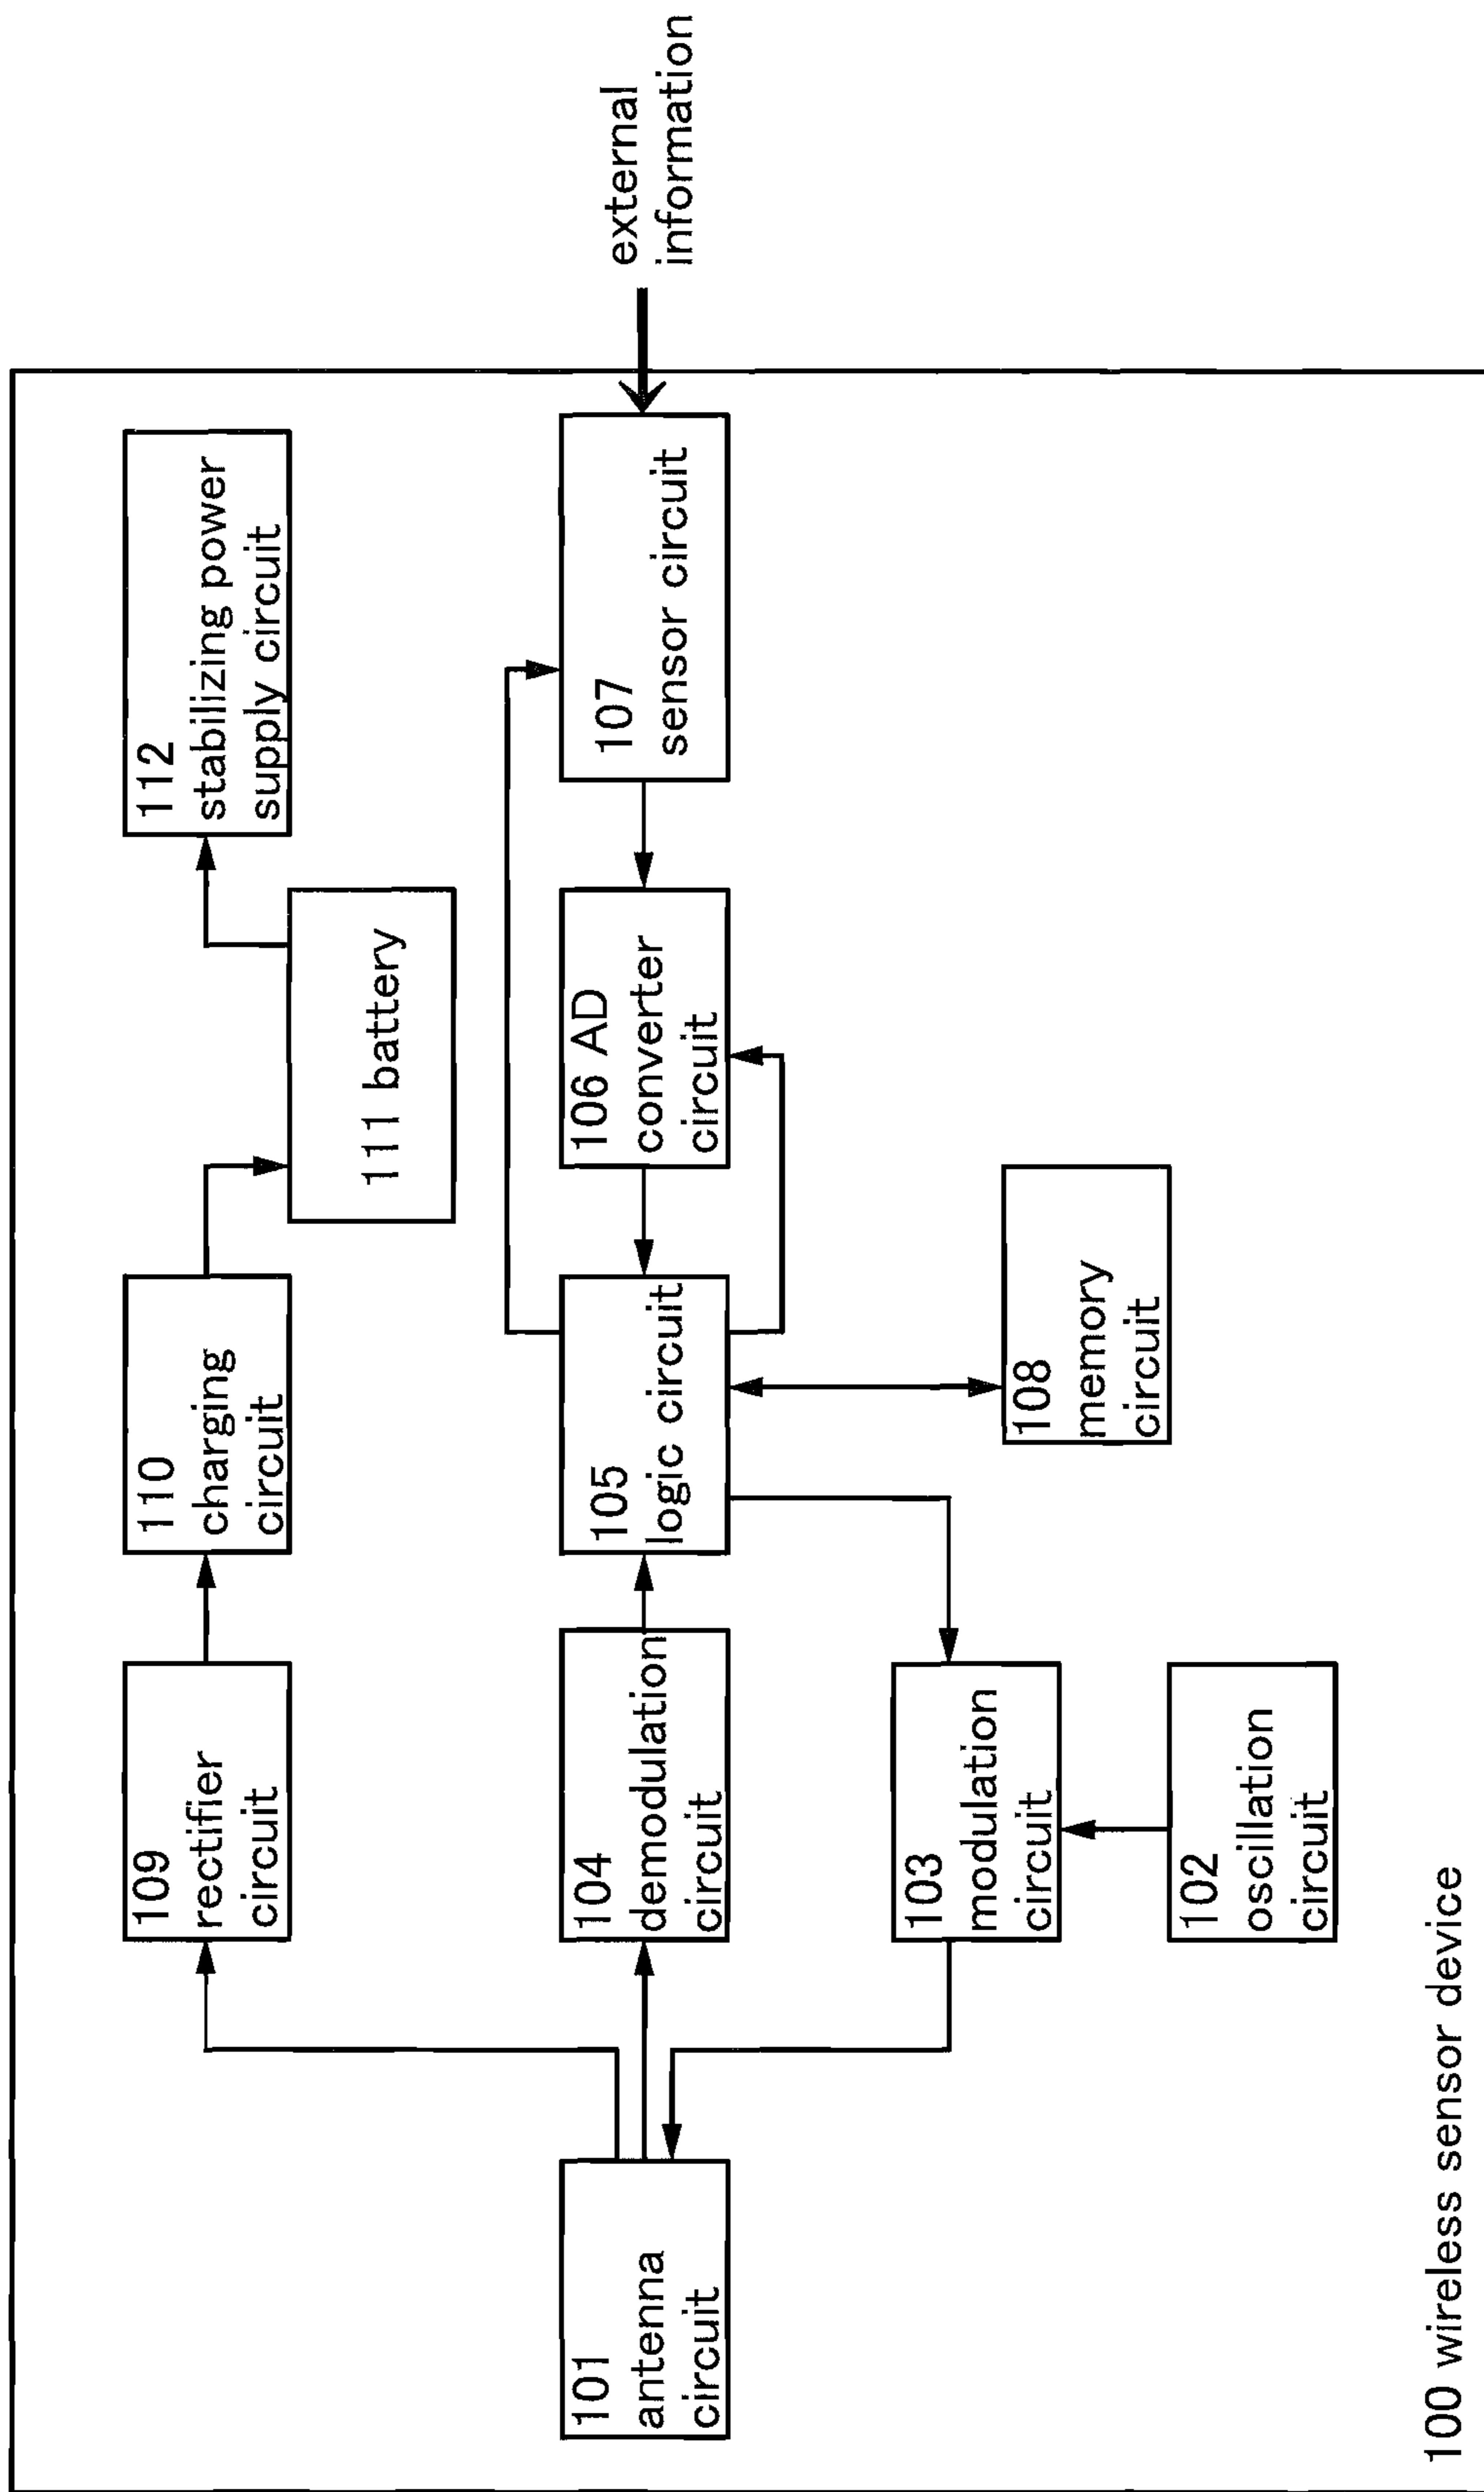 109
rectifier
circuit
110
charging
circuit
111 battery
112
stabilizing power
supply circuit
101
antenna
circuit
104
demodulation
circuit
105
logic circuit
106 AD
converter
circuit
107
sensor circuit
external
information
103
modulation
circuit
108
memory
circuit
102
oscillation
circuit
100 wireless sensor device